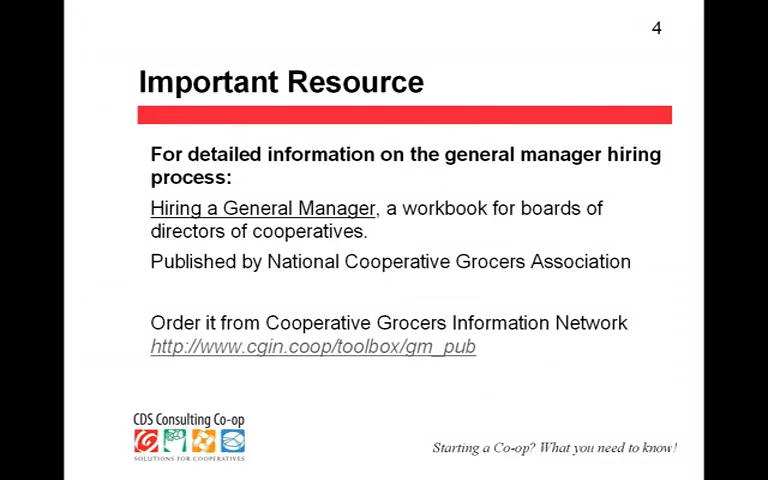 4
Important Resource
For detailed information on the general manager hiring
process:
Hiring a General Manager, a workbook for boards of
directors of cooperatives.
Published by National Cooperative Grocers Association
Order it from Cooperative Grocers Information Network
http://www.cgin.coop/toolbox/gm_pub
CDS Consulting Co-op
SOLUTIONS FOR COOPERATIVES
Starting a Co-op? What you need to know!